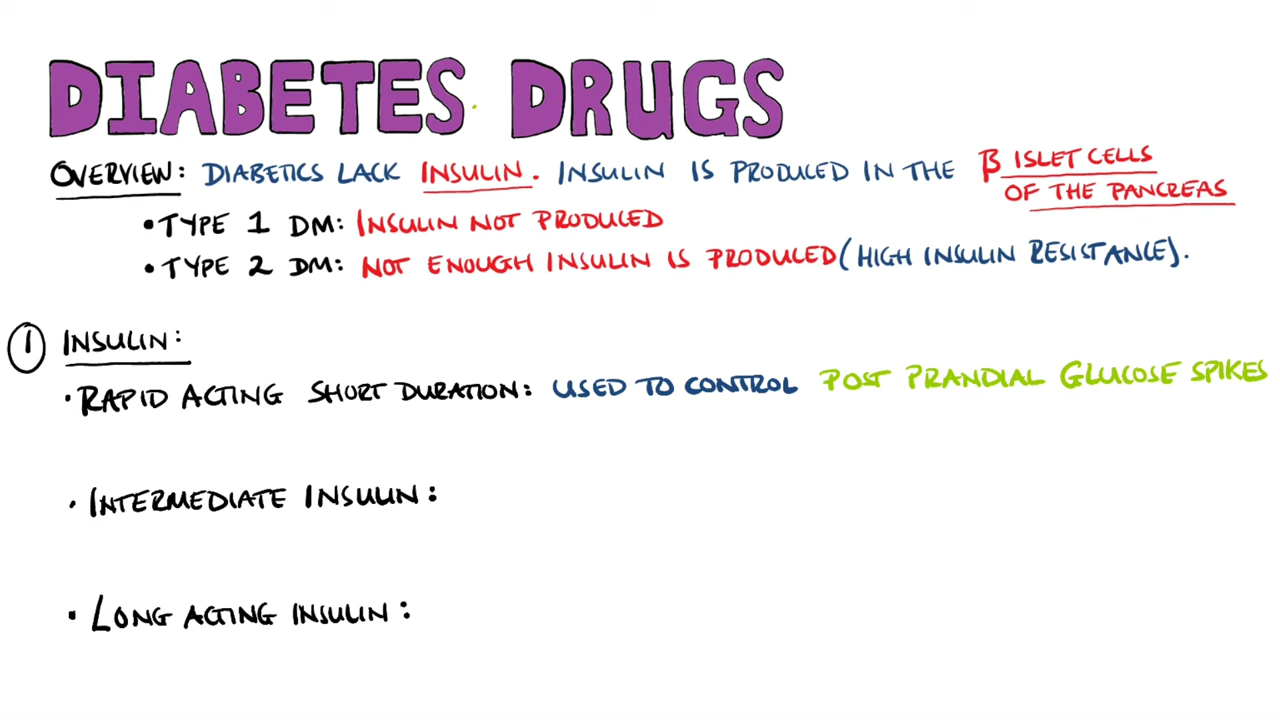 DIABETES DRUGS
OVERVIEW: DIABETICS LACK INSULIN. INSULIN IS PRODUCED IN THE β ISLET CELLS
OF THE PANCREAS
• TYPE 1 DM: INSULIN NOT PRODUCED
• TYPE 2 DM: NOT ENOUGH INSULIN IS PRODUCED (HIGH INSULIN RESISTANCE).
① INSULIN:
• RAPID ACTING SHORT DURATION: USED TO CONTROL POST PRANDIAL GLUCOSE SPIKES
• INTERMEDIATE INSULIN:
• LONG ACTING INSULIN: